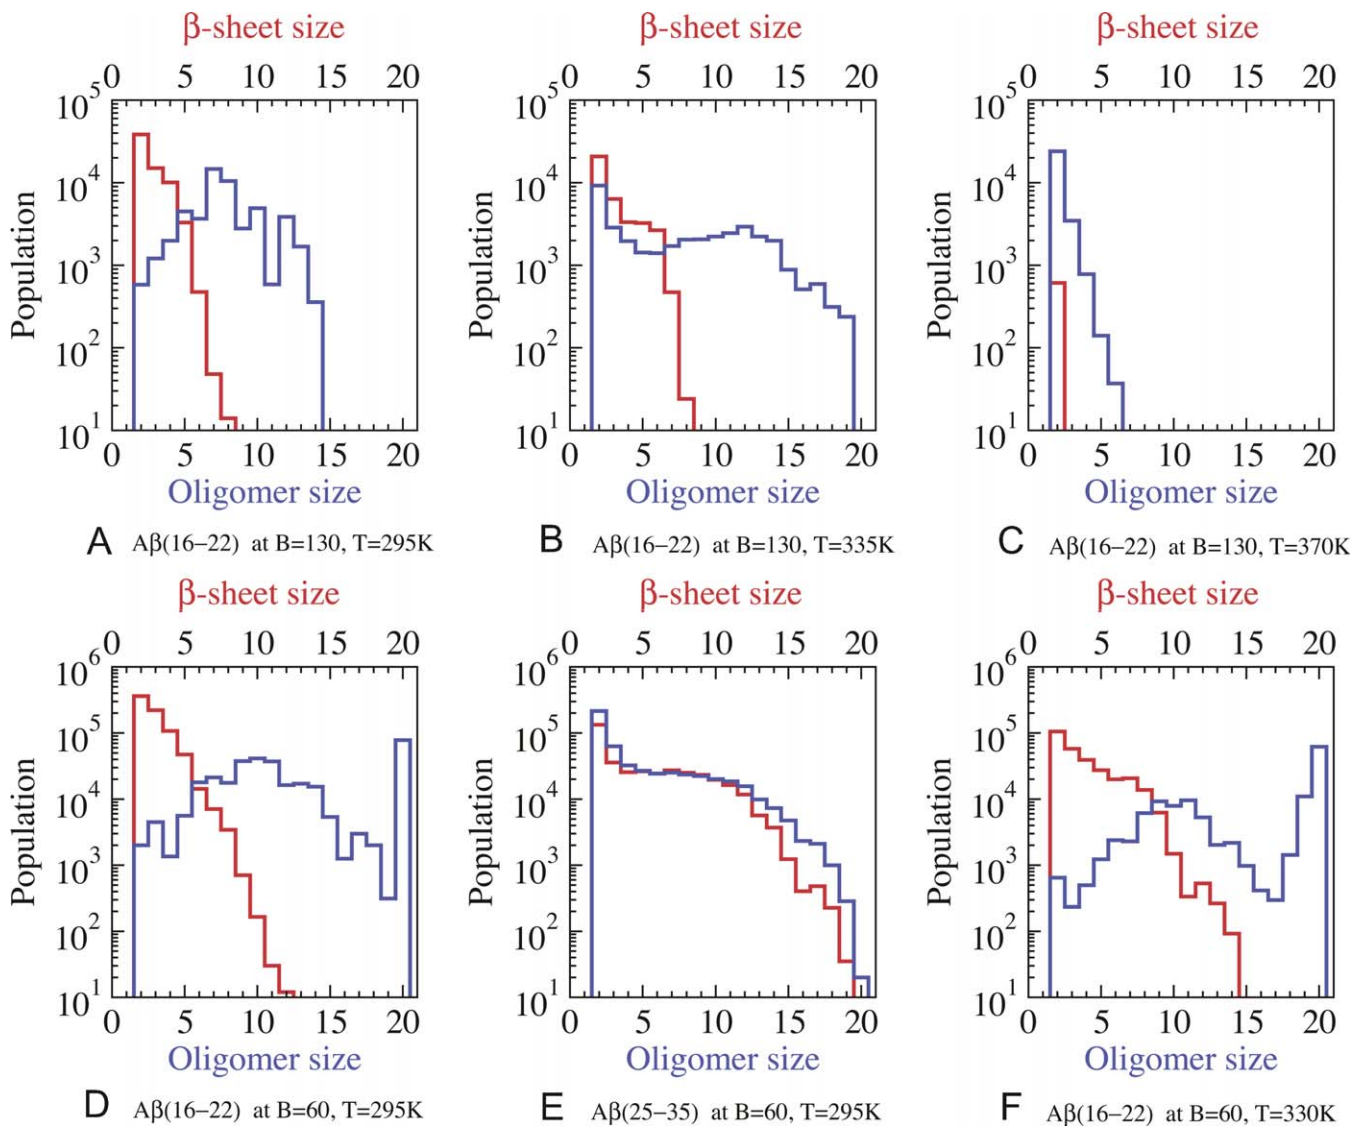 β-sheet size β-sheet size β-sheet size
0 5 10 15 20 0 5 10 15 20 0 5 10 15 20
10^5 10^5 10^5
10^4 10^4 10^4
10^3 10^3 10^3
10^2 10^2 10^2
10^1 10^1 10^1
Population Population Population
0 5 10 15 20 0 5 10 15 20 0 5 10 15 20
Oligomer size Oligomer size Oligomer size
A Aβ(16–22) at B=130, T=295K B Aβ(16–22) at B=130, T=335K C Aβ(16–22) at B=130, T=370K
β-sheet size β-sheet size β-sheet size
0 5 10 15 20 0 5 10 15 20 0 5 10 15 20
10^6 10^6 10^6
10^5 10^5 10^5
10^4 10^4 10^4
10^3 10^3 10^3
10^2 10^2 10^2
10^1 10^1 10^1
Population Population Population
0 5 10 15 20 0 5 10 15 20 0 5 10 15 20
Oligomer size Oligomer size Oligomer size
D Aβ(16–22) at B=60, T=295K E Aβ(25–35) at B=60, T=295K F Aβ(16–22) at B=60, T=330K